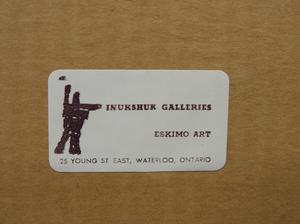 INUKSHUK GALLERIES
ESKIMO ART
25 YOUNG ST EAST, WATERLOO, ONTARIO